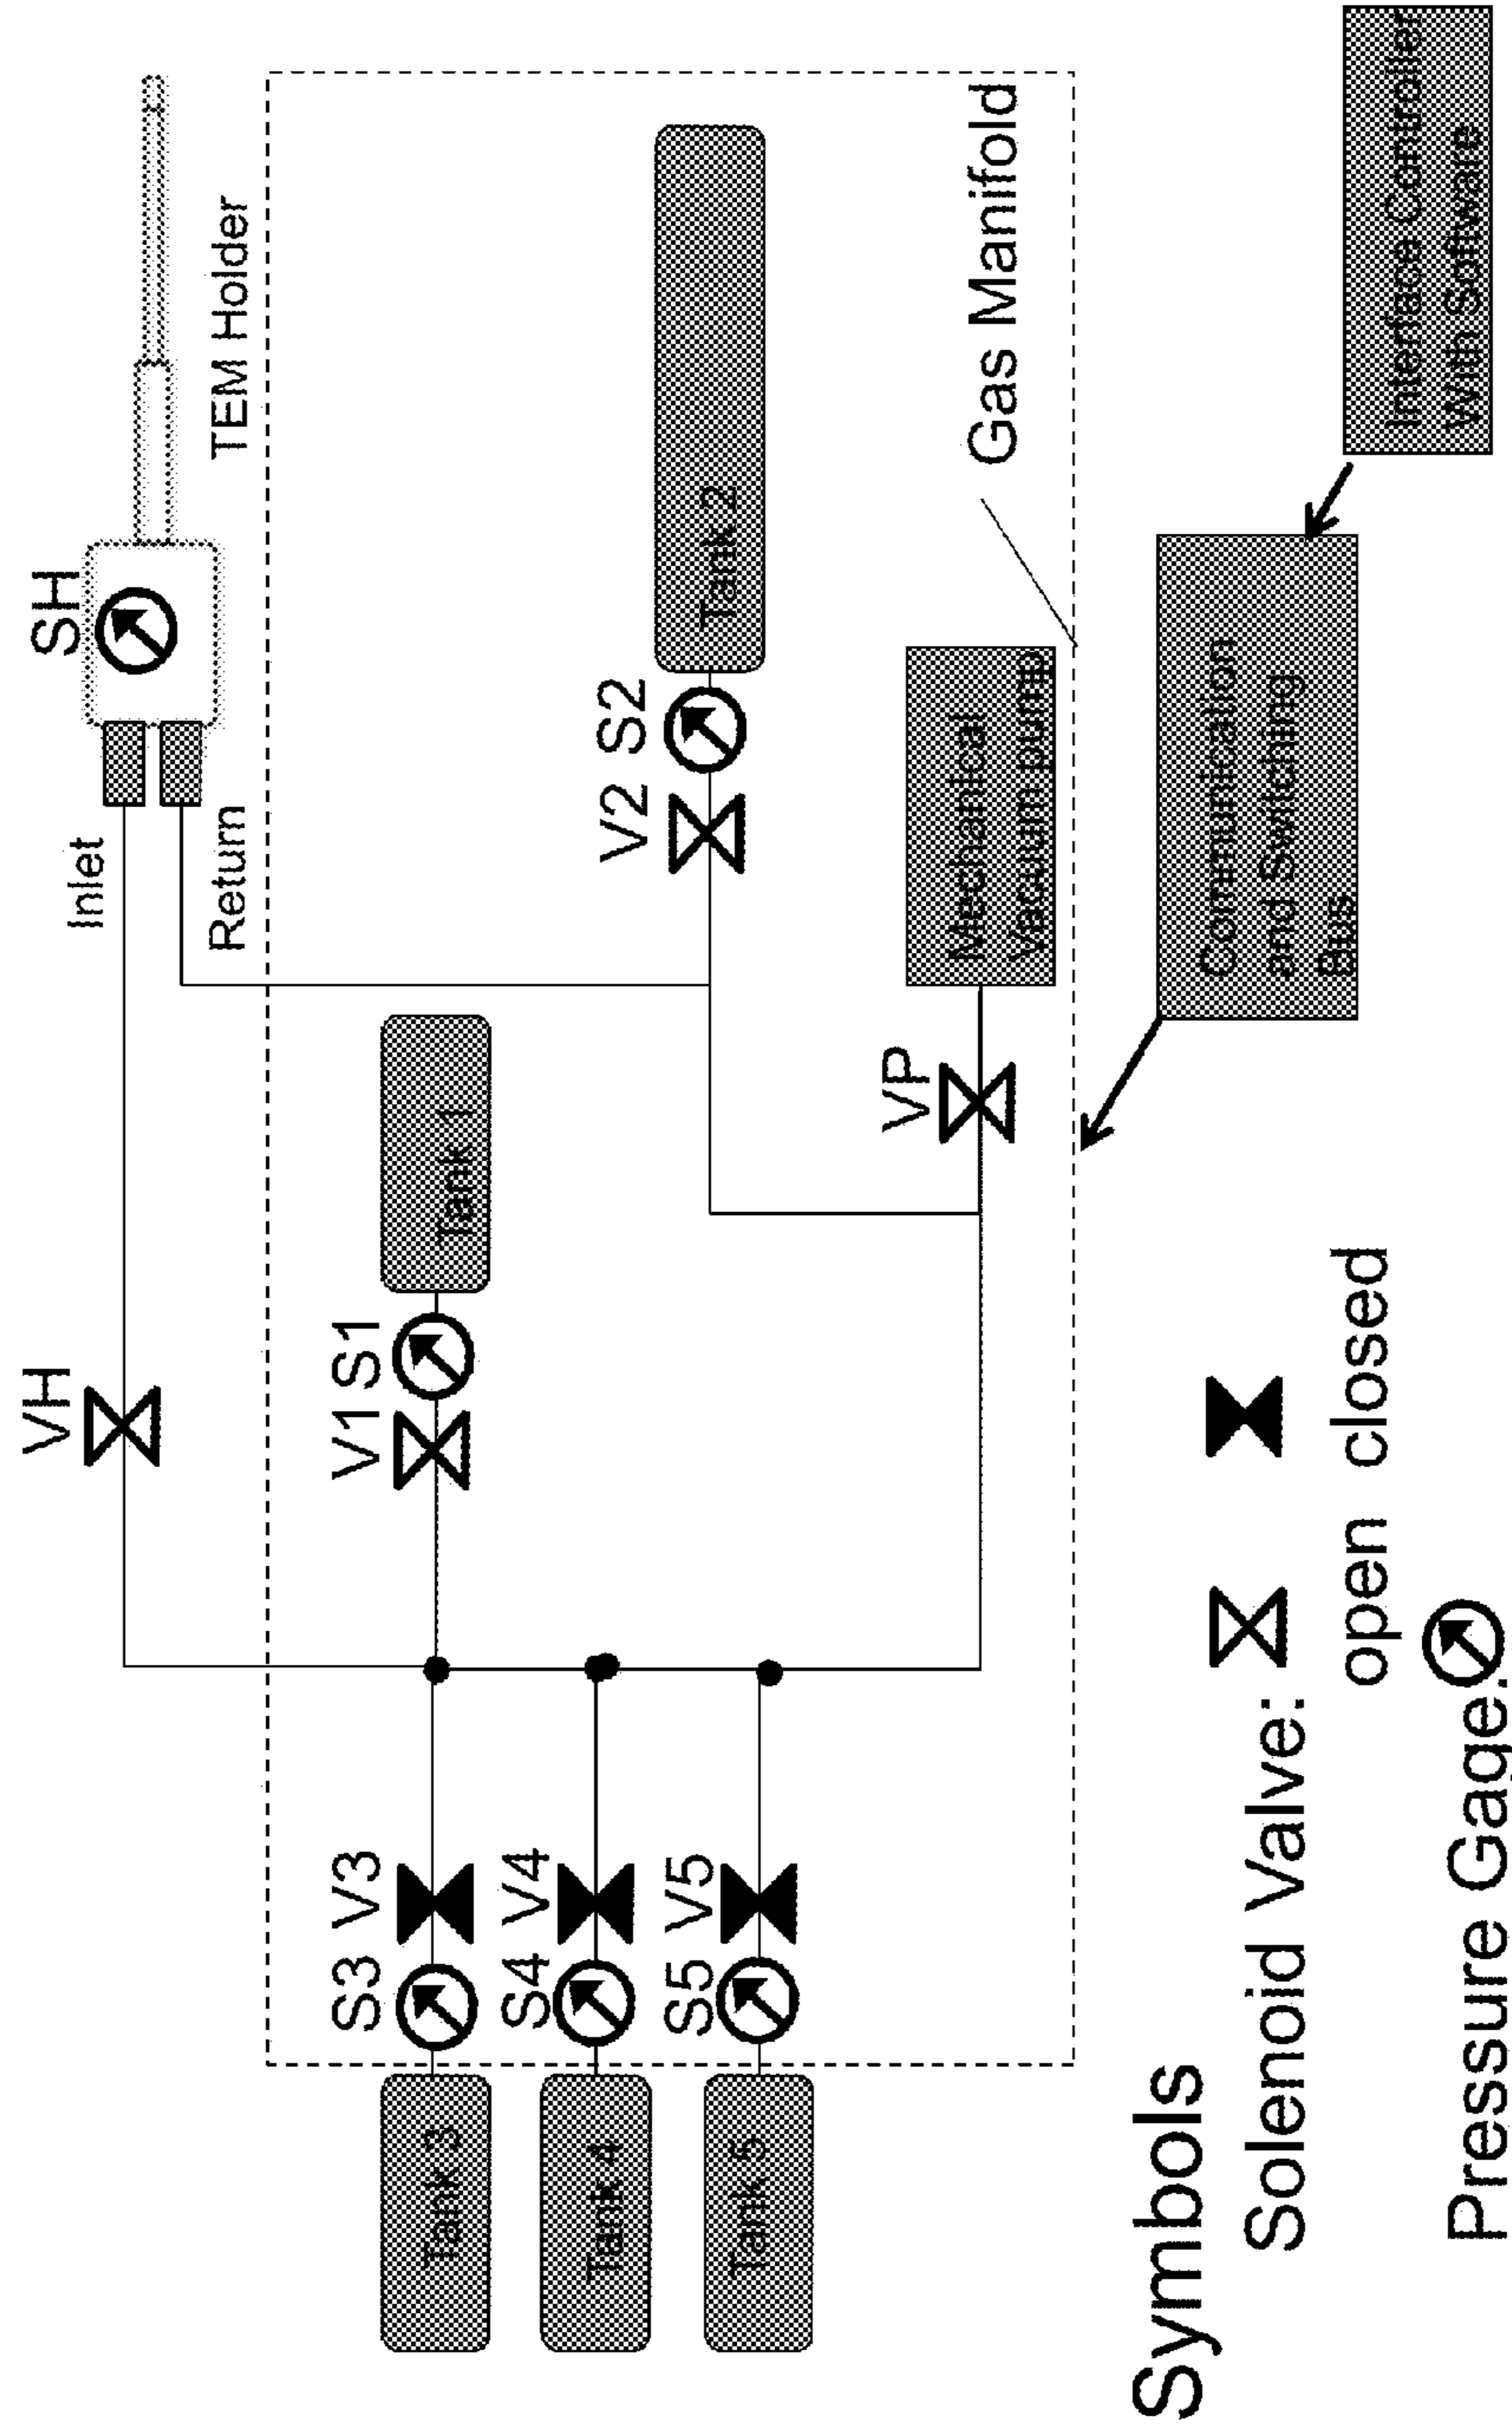 VH
SH
Inlet
Return
TEM Holder
V1 S1
Tank 1
V2 S2
Tank 2
S3 V3
Tank 3
S4 V4
Tank 4
S5 V5
Tank 5
VP
Mechanical
Vacuum pump
Gas Manifold
Communication
and Switching
Bus
Interface Controller
With Software
Symbols
Solenoid Valve:
open closed
Pressure Gage: